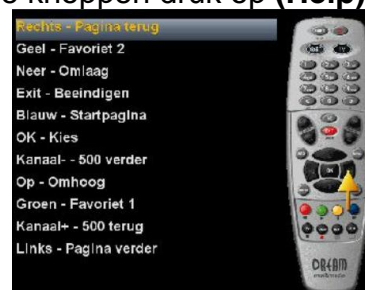 knoppen druk op (Help)
Rechts - Pagina terug
Geel - Favoriet 2
Neer - Omlaag
Exit - Beeindigen
Blauw - Startpagina
OK - Kies
Kanaal- - 500 verder
Op - Omhoog
Groen - Favoriet 1
Kanaal+ - 500 terug
Links - Pagina verder
OK
DREAM